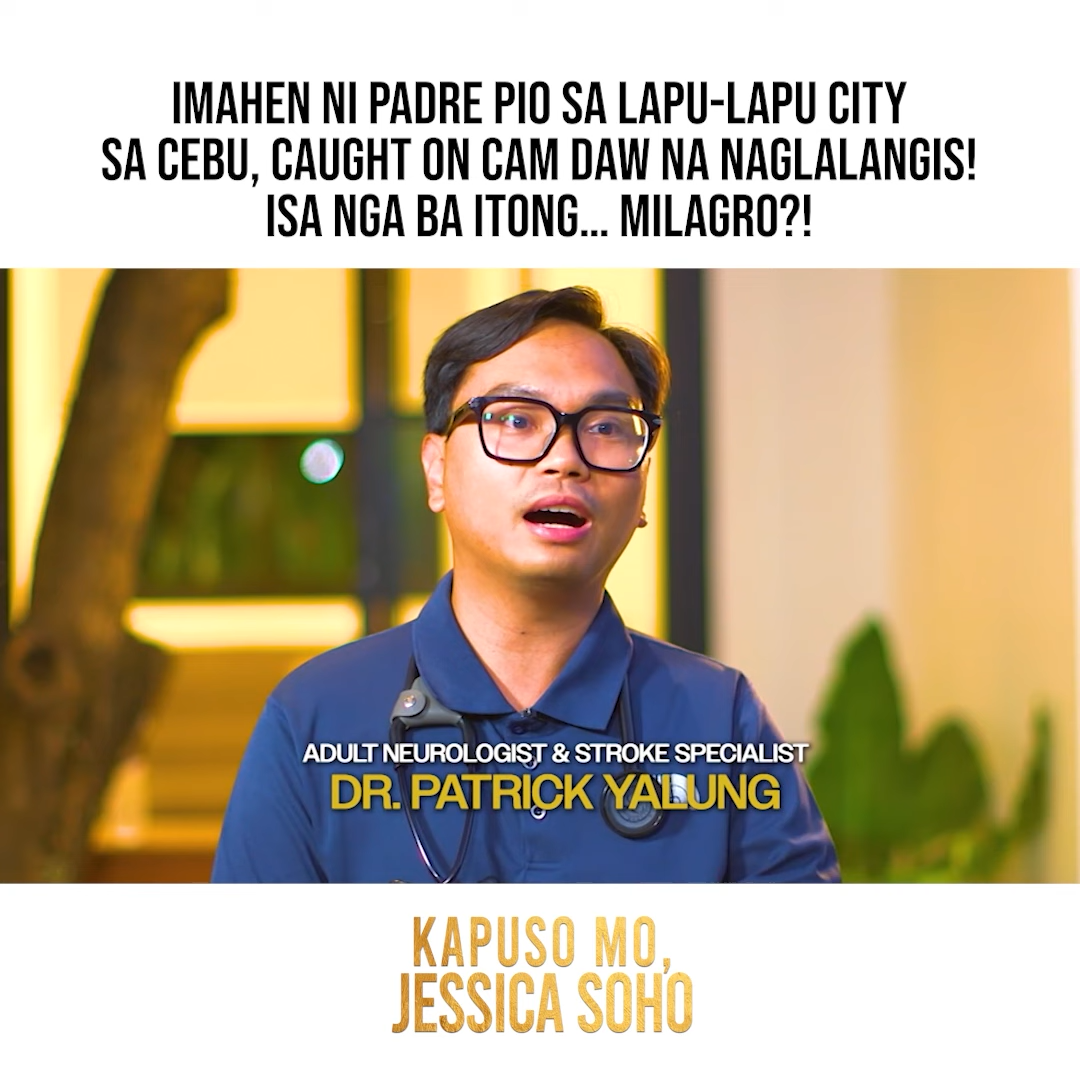 IMAHEN NI PADRE PIO SA LAPU-LAPU CITY
SA CEBU, CAUGHT ON CAM DAW NA NAGLALANGIS!
ISA NGA BA ITONG... MILAGRO?!
ADULT NEUROLOGIST & STROKE SPECIALIST
DR. PATRICK YALUNG
KAPUSO MO,
JESSICA SOHO